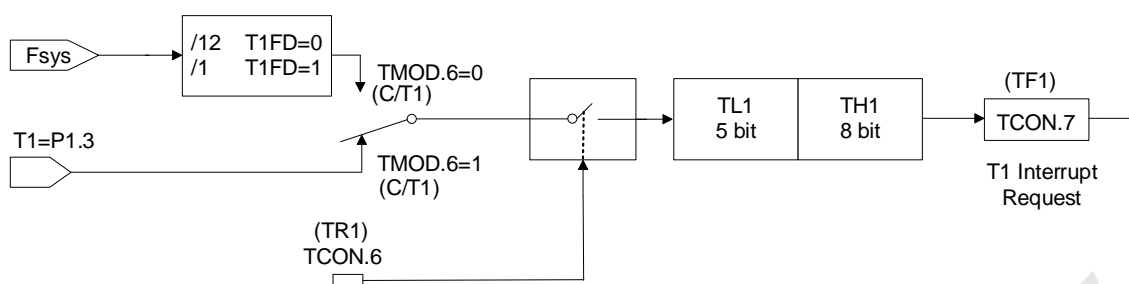 Fsys
/12 T1FD=0
/1 T1FD=1
TMOD.6=0
(C/T1)
T1=P1.3
TMOD.6=1
(C/T1)
(TR1)
TCON.6
TL1
5 bit
TH1
8 bit
(TF1)
TCON.7
T1 Interrupt
Request